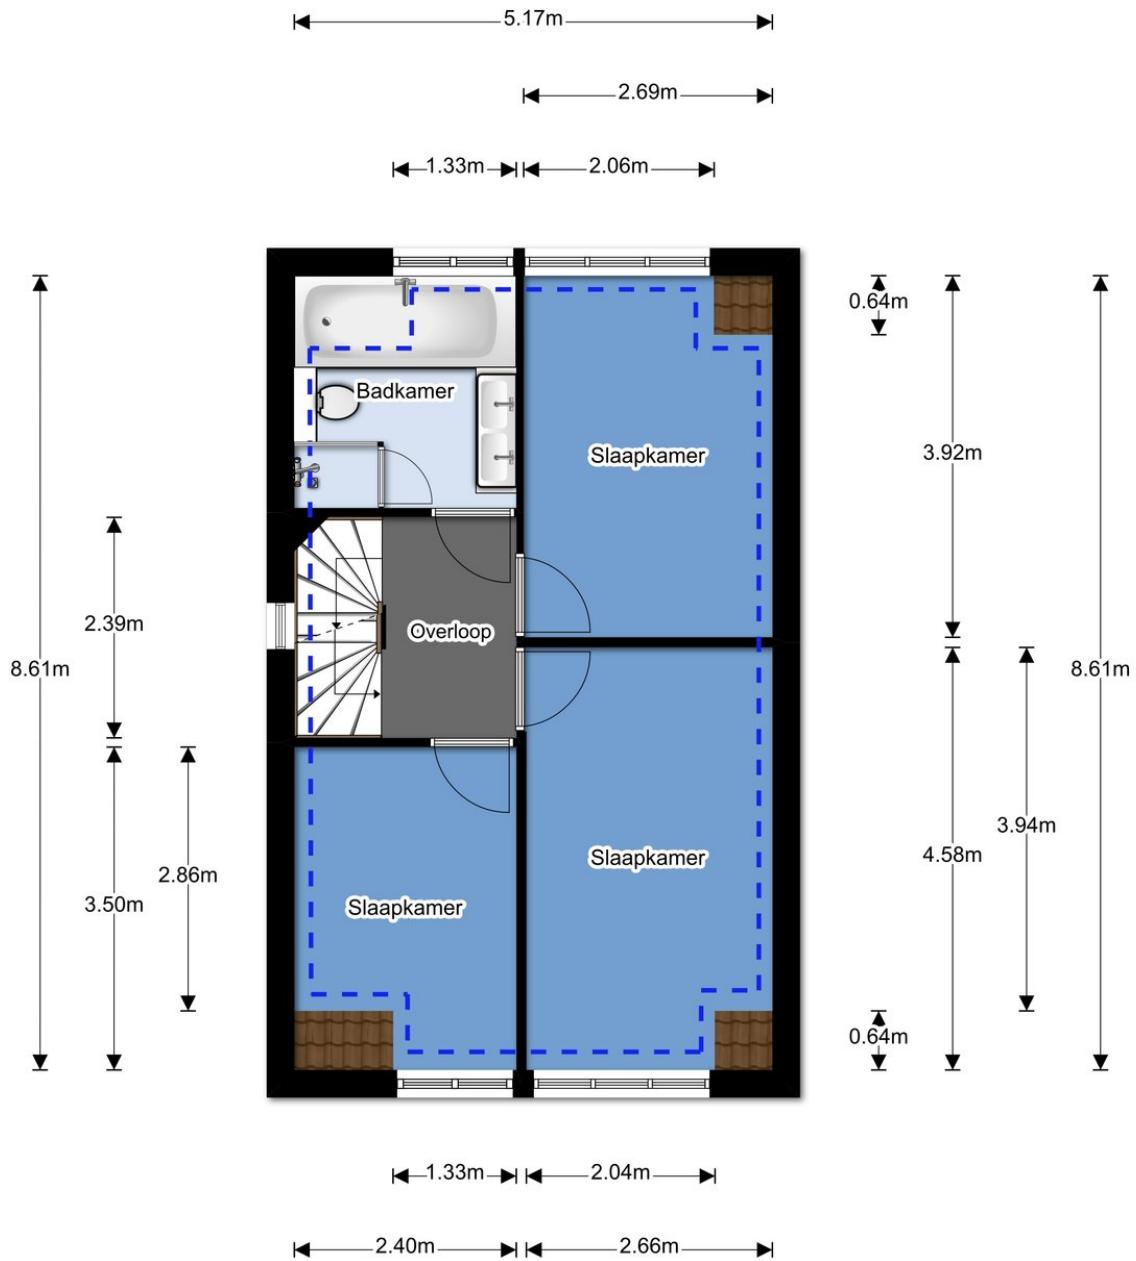 5.17m
2.69m
1.33m
2.06m
0.64m
Badkamer
Slaapkamer
3.92m
2.39m
Overloop
8.61m
8.61m
3.94m
Slaapkamer
4.58m
2.86m
3.50m
Slaapkamer
0.64m
1.33m
2.04m
2.40m
2.66m